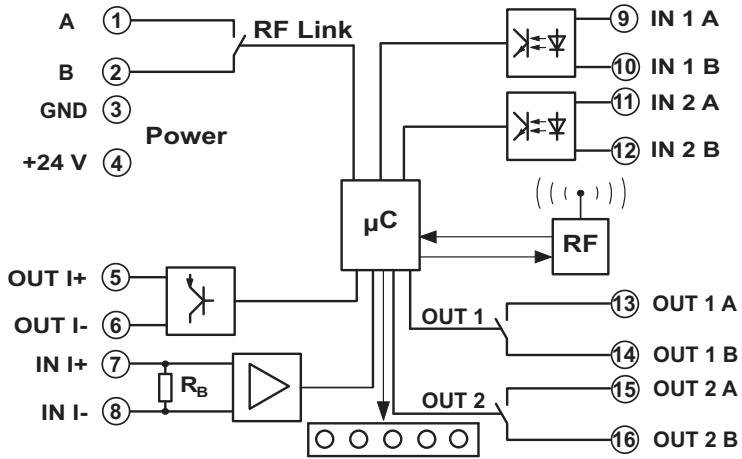 A 1 RF Link
B 2
GND 3
Power
+24 V 4
9 IN 1 A
10 IN 1 B
11 IN 2 A
12 IN 2 B
µC
RF
OUT I+ 5
OUT I- 6
IN I+ 7
RB
IN I- 8
OUT 1
13 OUT 1 A
14 OUT 1 B
OUT 2
15 OUT 2 A
16 OUT 2 B